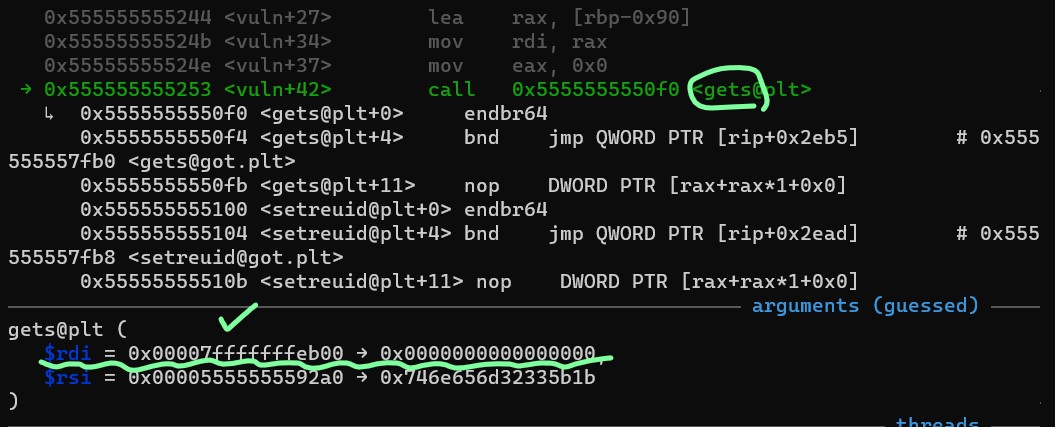 0x555555555244 <vuln+27> lea rax, [rbp-0x90]
0x55555555524b <vuln+34> mov rdi, rax
0x55555555524e <vuln+37> mov eax, 0x0
→ 0x555555555253 <vuln+42> call 0x5555555550f0 <gets@plt>
↳ 0x5555555550f0 <gets@plt+0> endbr64
0x5555555550f4 <gets@plt+4> bnd jmp QWORD PTR [rip+0x2eb5] # 0x555
555557fb0 <gets@got.plt>
0x5555555550fb <gets@plt+11> nop DWORD PTR [rax+rax*1+0x0]
0x555555555100 <setreuid@plt+0> endbr64
0x555555555104 <setreuid@plt+4> bnd jmp QWORD PTR [rip+0x2ead] # 0x555
555557fb8 <setreuid@got.plt>
0x55555555510b <setreuid@plt+11> nop DWORD PTR [rax+rax*1+0x0]
arguments (guessed)
gets@plt (
$rdi = 0x00007fffffffeb00 → 0x0000000000000000,
$rsi = 0x00005555555592a0 → 0x746e656d32335b1b
)
threads